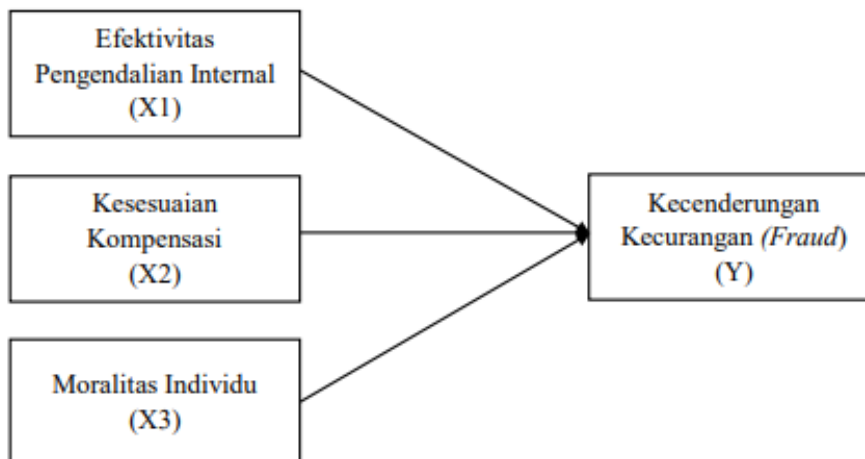 Efektivitas
Pengendalian Internal
(X1)
Kesesuaian
Kompensasi
(X2)
Moralitas Individu
(X3)
Kecenderungan
Kecurangan (Fraud)
(Y)